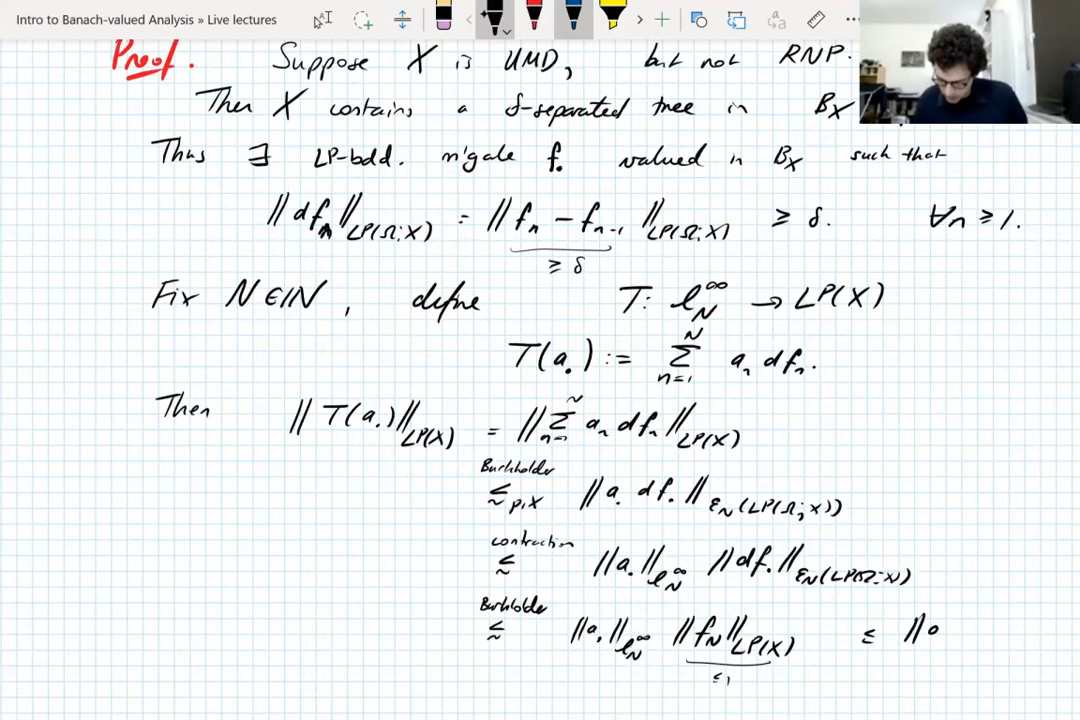 Intro to Banach-valued Analysis » Live lectures
Proof. Suppose X is UMD, but not RNP.
Then X contains a δ-separated tree in B_X
Thus ∃ L^p-bdd. m'gale f. valued in B_X such that
‖df_n‖_{L^p(Ω;X)} = ‖f_n - f_{n-1}‖_{L^p(Ω;X)} ≥ δ. ∀n ≥ 1.
≥ δ
Fix N ∈ ℕ, define T: ℓ^∞_N → L^p(X)
T(a.) := Σ_{n=1}^N a_n df_n.
Then ‖T(a.)‖_{L^p(X)} = ‖Σ_{n=1}^N a_n df_n‖_{L^p(X)}
Burkholder
≲_{p,X} ‖a. df.‖_{ε_N(L^p(Ω;X))}
contraction
≲ ‖a.‖_{ℓ^∞_N} ‖df.‖_{ε_N(L^p(Ω;X))}
Burkholder
≲ ‖a.‖_{ℓ^∞_N} ‖f_N‖_{L^p(X)} ≤ ‖a
≤ 1